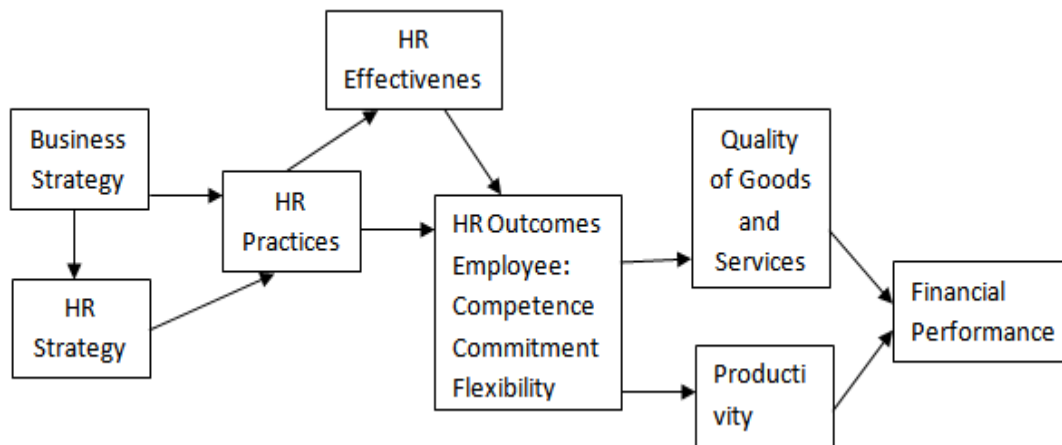 HR
Effectivenes
Business
Strategy
HR
Practices
HR
Strategy
HR Outcomes
Employee:
Competence
Commitment
Flexibility
Quality
of Goods
and
Services
Producti
vity
Financial
Performance